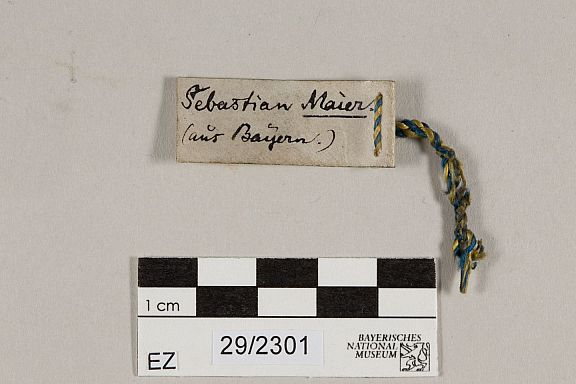 Sebastian Maier.
(aus Bayern.)
1 cm
EZ
29/2301
BAYERISCHES
NATIONAL
MUSEUM